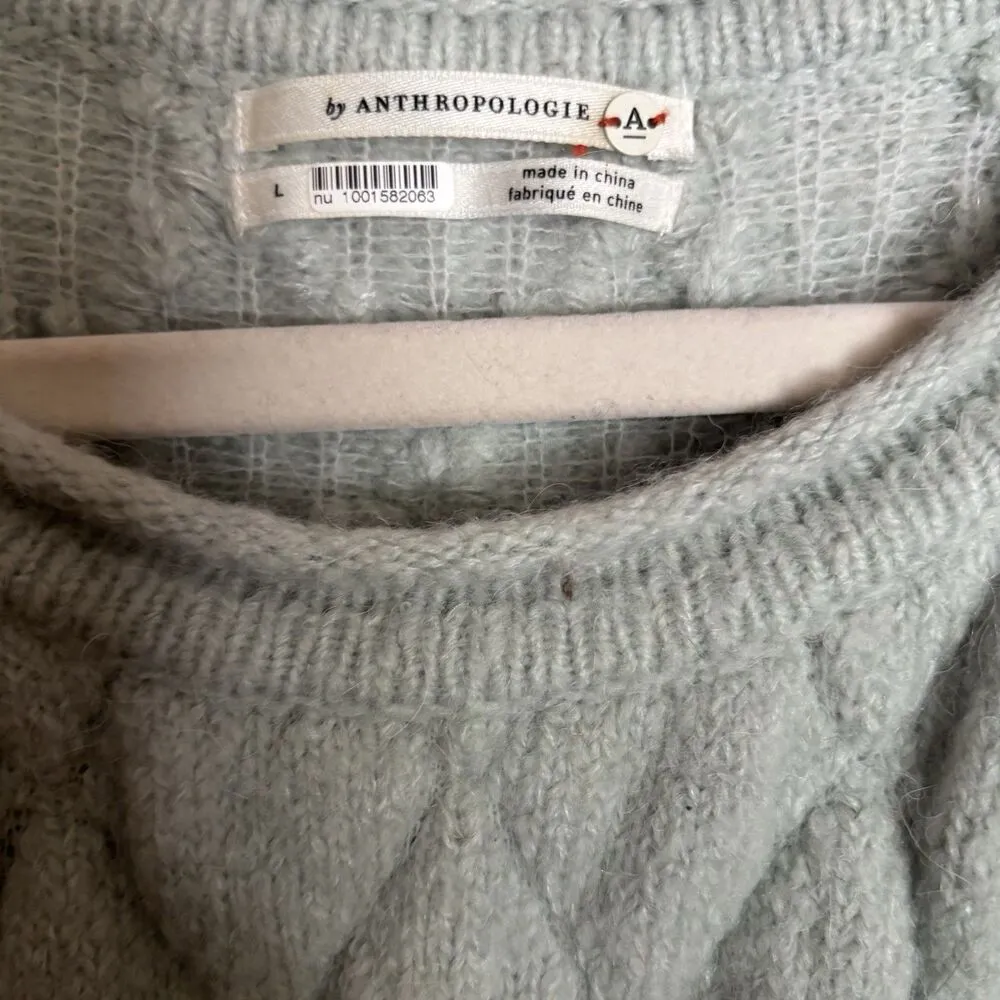 by ANTHROPOLOGIE A
L
nu 1001582063
made in china
fabriqué en chine